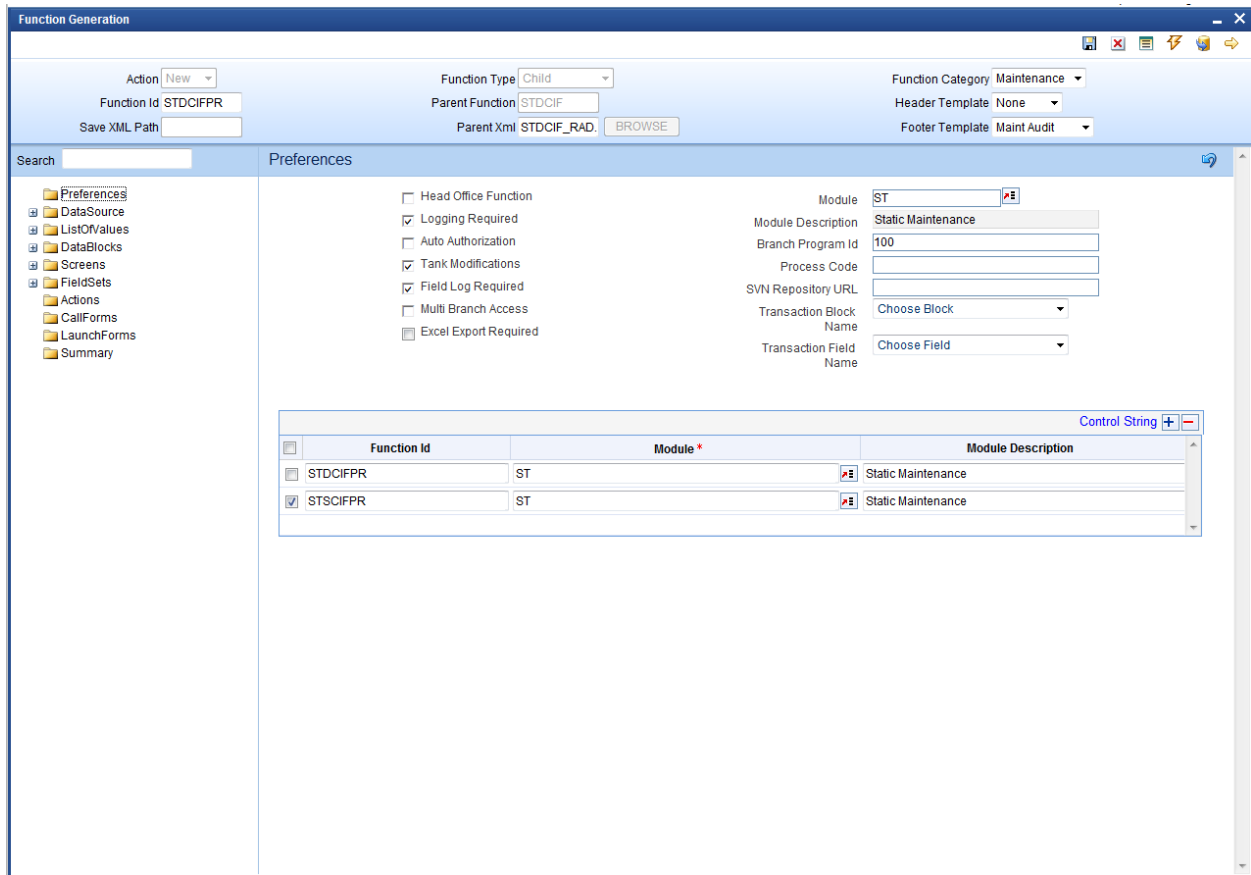 Function Generation
Action New Function Type Child Function Category Maintenance
Function Id STDCIFPR Parent Function STDCIF Header Template None
Save XML Path Parent Xml STDCIF_RAD. BROWSE Footer Template Maint Audit
Search Preferences
Preferences
DataSource
ListOfValues
DataBlocks
Screens
FieldSets
Actions
CallForms
LaunchForms
Summary
Head Office Function
Logging Required
Auto Authorization
Tank Modifications
Field Log Required
Multi Branch Access
Excel Export Required
Module ST
Module Description Static Maintenance
Branch Program Id 100
Process Code
SVN Repository URL
Transaction Block Choose Block
Name
Transaction Field Choose Field
Name
Control String
Function Id Module * Module Description
STDCIFPR ST Static Maintenance
STSCIFPR ST Static Maintenance